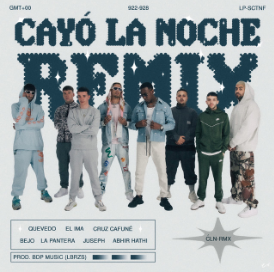 GMT+00 922-928 LP-SCTNF
CAYÓ LA NOCHE
REMIX
QUEVEDO EL IMA CRUZ CAFUNÉ
BEJO LA PANTERA JUSEPH ABHIR HATHI
PROD. BDP MUSIC (LBRZS)
CLN-RMX